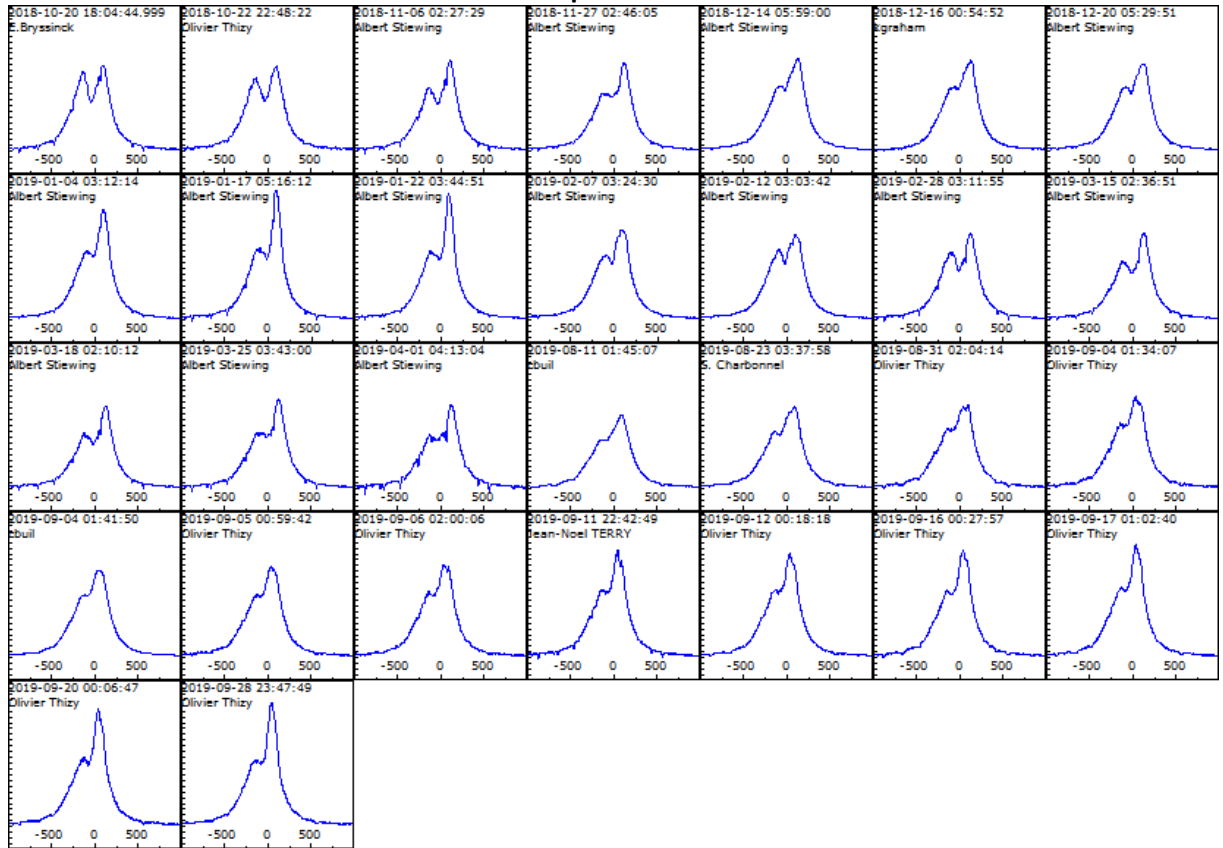 2018-10-20 18:04:44.999
E.Bryssinck
-500 0 500
2018-10-22 22:48:22
Olivier Thizy
-500 0 500
2018-11-06 02:27:29
Albert Stiewing
-500 0 500
2018-11-27 02:46:05
Albert Stiewing
-500 0 500
2018-12-14 05:59:00
Albert Stiewing
-500 0 500
2018-12-16 00:54:52
-500 0 500
2018-12-20 05:29:51
Albert Stiewing
-500 0 500
2019-01-04 03:12:14
Albert Stiewing
-500 0 500
2019-01-17 05:16:12
Albert Stiewing
-500 0 500
2019-01-22 03:44:51
Albert Stiewing
-500 0 500
2019-02-07 03:24:30
Albert Stiewing
-500 0 500
2019-02-12 03:03:42
Albert Stiewing
-500 0 500
2019-02-28 03:11:55
Albert Stiewing
-500 0 500
2019-03-15 02:36:51
Albert Stiewing
-500 0 500
2019-03-18 02:10:12
Albert Stiewing
-500 0 500
2019-03-25 03:43:00
Albert Stiewing
-500 0 500
2019-04-01 04:13:04
Albert Stiewing
-500 0 500
2019-08-11 01:45:07
cbuil
-500 0 500
2019-08-23 03:37:58
S. Charbonnel
-500 0 500
2019-08-31 02:04:14
Olivier Thizy
-500 0 500
2019-09-04 01:34:07
Olivier Thizy
-500 0 500
2019-09-04 01:41:50
cbuil
-500 0 500
2019-09-05 00:59:42
Olivier Thizy
-500 0 500
2019-09-06 02:00:06
Olivier Thizy
-500 0 500
2019-09-11 22:42:49
Jean-Noel TERRY
-500 0 500
2019-09-12 00:18:18
Olivier Thizy
-500 0 500
2019-09-16 00:27:57
Olivier Thizy
-500 0 500
2019-09-17 01:02:40
Olivier Thizy
-500 0 500
2019-09-20 00:06:47
Olivier Thizy
-500 0 500
2019-09-28 23:47:49
Olivier Thizy
-500 0 500